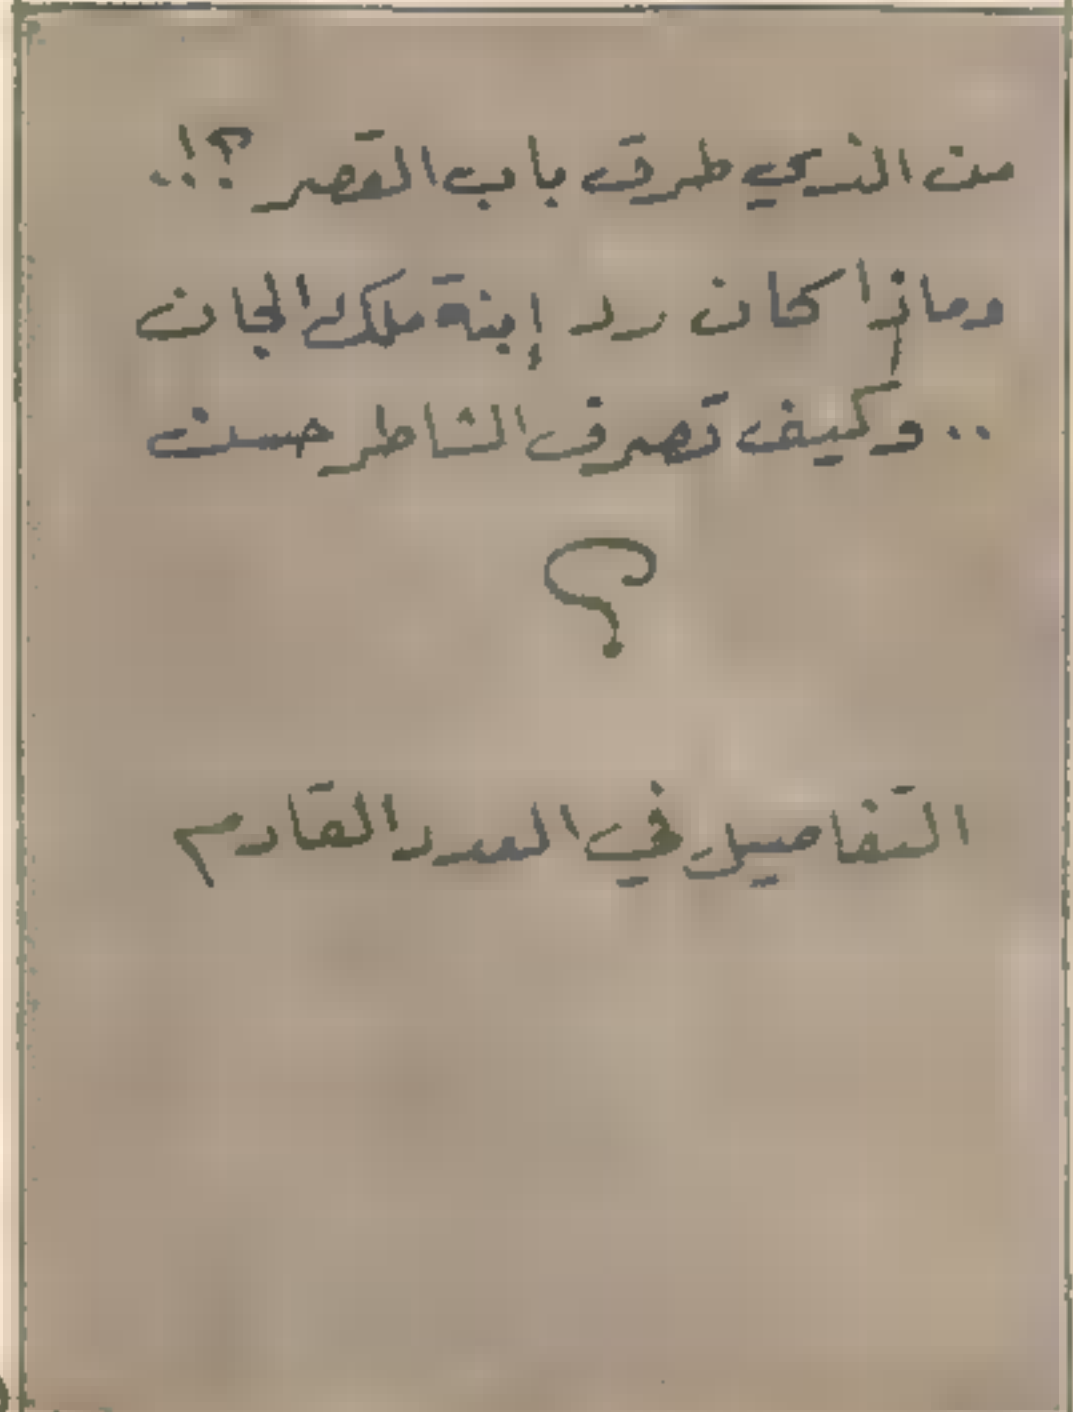 من الذي طرق باب القصر ؟!..
وماذا كان رد إبنة ملك الجان
.. وكيف تصرف الشاطر حسن
؟
التفاصيل في العدد القادم